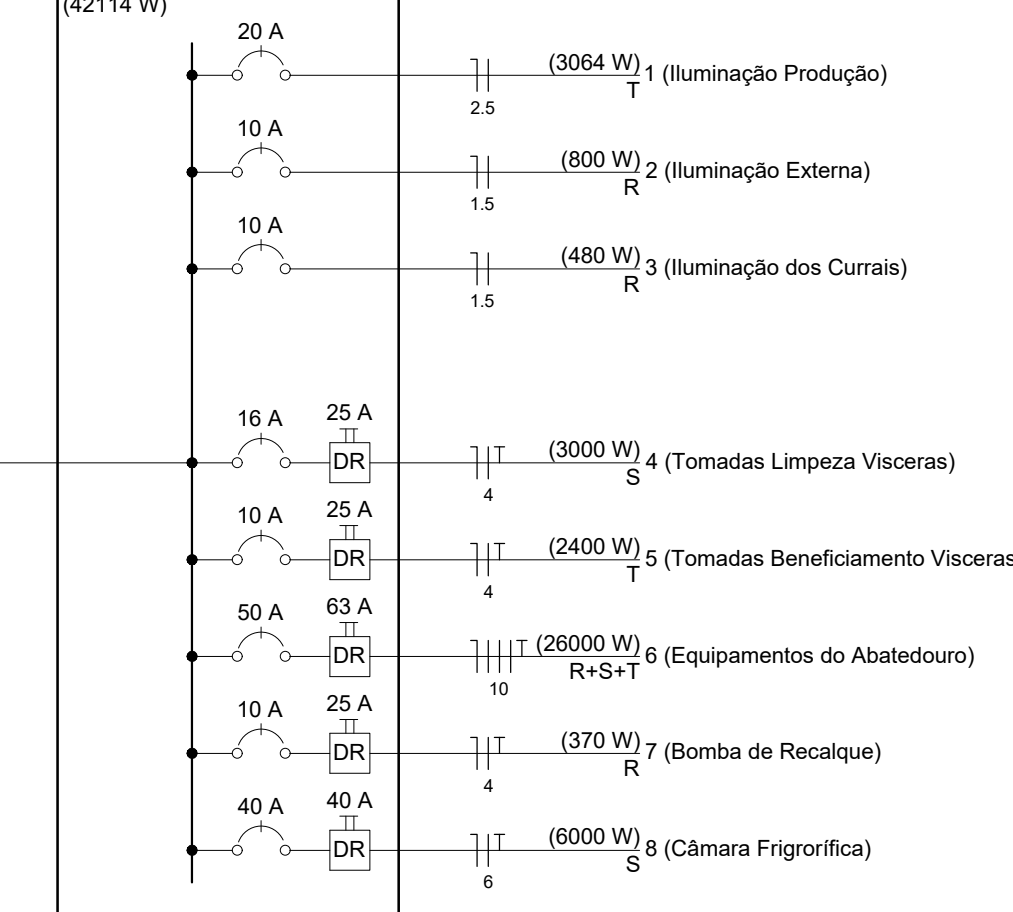 (42114 W)
20 A
2.5
(3064 W)
T
1 (Iluminação Produção)
10 A
1.5
(800 W)
R
2 (Iluminação Externa)
10 A
1.5
(480 W)
R
3 (Iluminação dos Currais)
16 A
25 A
DR
4
(3000 W)
S
4 (Tomadas Limpeza Visceras)
10 A
25 A
DR
4
(2400 W)
T
5 (Tomadas Beneficiamento Visceras
50 A
63 A
DR
10
(26000 W)
R+S+T
6 (Equipamentos do Abatedouro)
10 A
25 A
DR
4
(370 W)
R
7 (Bomba de Recalque)
40 A
40 A
DR
6
(6000 W)
S
8 (Câmara Frigrorífica)